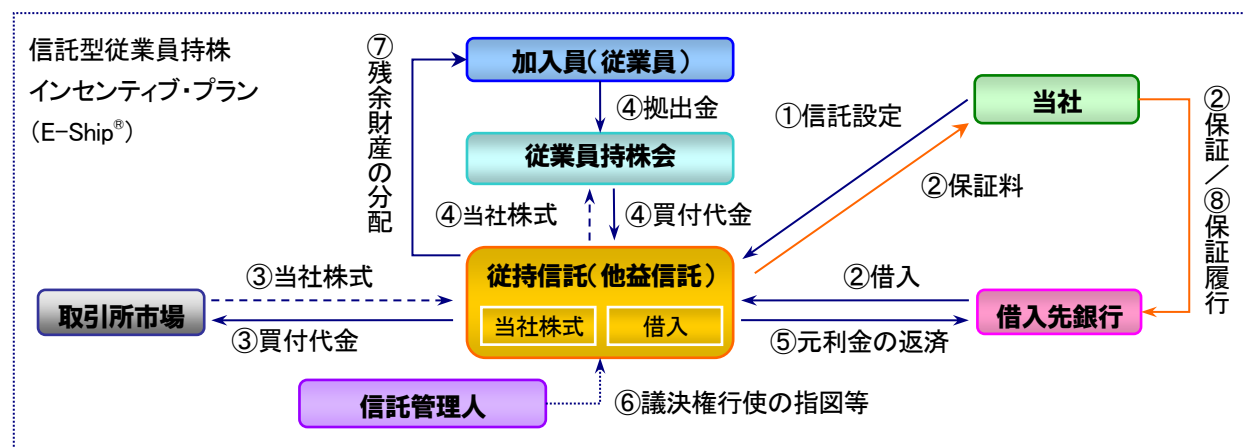 信託型従業員持株
インセンティブ・プラン
（E-Ship®）
⑦残余財産の分配
加入員（従業員）
④拠出金
従業員持株会
④当社株式
④買付代金
①信託設定
②保証料
当社
②保証／⑧保証履行
従持信託（他益信託）
当社株式
借入
③当社株式
取引所市場
③買付代金
②借入
借入先銀行
⑤元利金の返済
信託管理人
⑥議決権行使の指図等